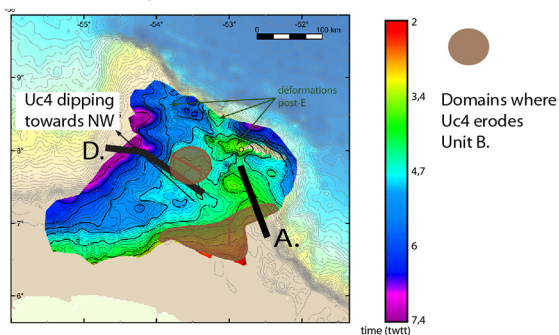 -55° -54° -53° -52°
0 100 km
9°
8°
7°
6°
déformations
post-E
Uc4 dipping
towards NW
D.
A.
2
3,4
4,7
6
7,4
time (twtt)
Domains where
Uc4 erodes
Unit B.